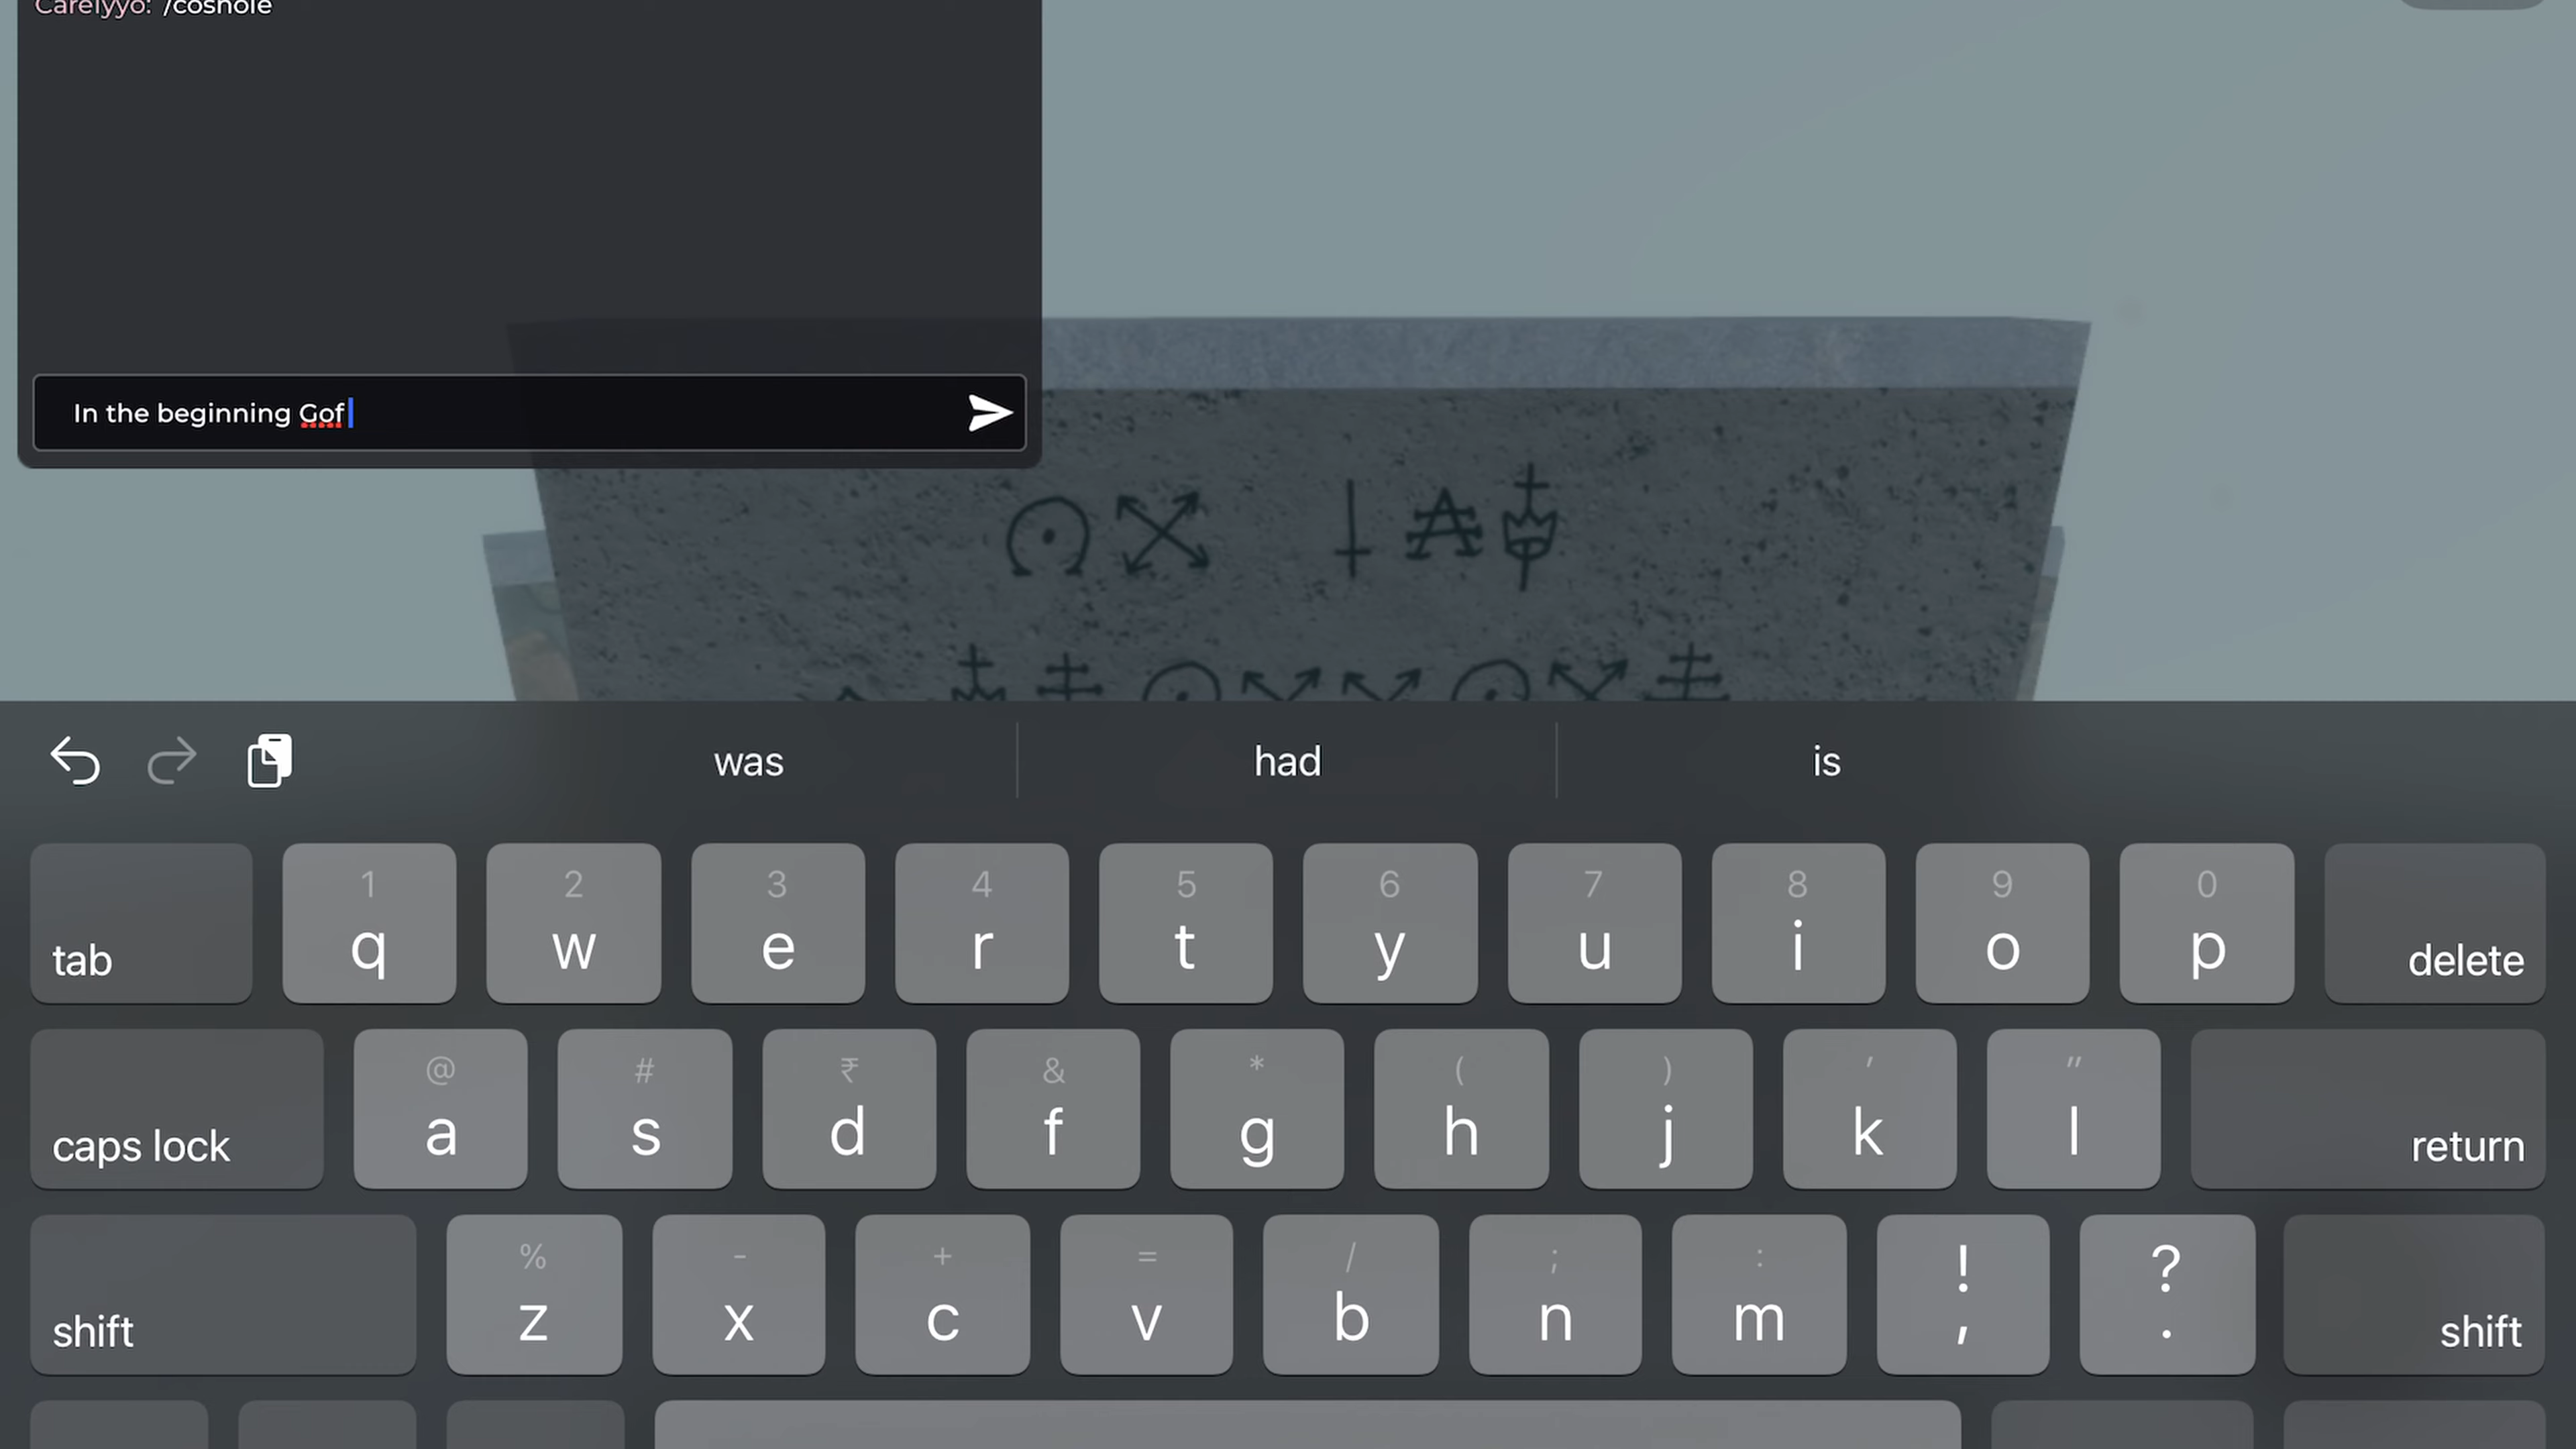 Carelyyo: /coshole
In the beginning Gof
was had is
1 2 3 4 5 6 7 8 9 0
tab q w e r t y u i o p delete
@ # ₹ & * ( ) ' "
caps lock a s d f g h j k l return
% - + = / ; : ! ?
shift z x c v b n m , . shift